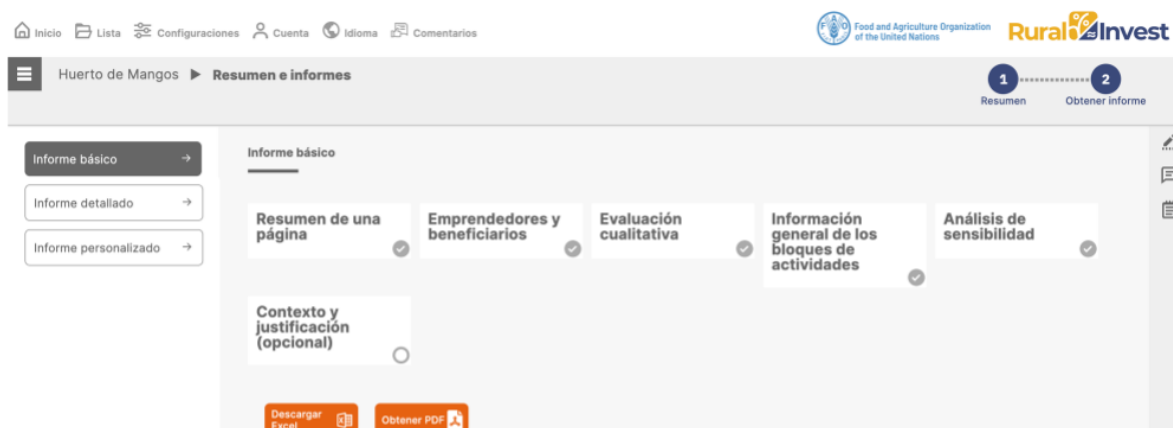 Inicio Lista Configuraciones Cuenta Idioma Comentarios
Food and Agriculture Organization
of the United Nations
Rural%Invest
Huerto de Mangos ▶ Resumen e informes
1 2
Resumen Obtener informe
Informe básico →
Informe detallado →
Informe personalizado →
Informe básico
Resumen de una
página
Emprendedores y
beneficiarios
Evaluación
cualitativa
Información
general de los
bloques de
actividades
Análisis de
sensibilidad
Contexto y
justificación
(opcional)
Descargar
Excel
Obtener PDF